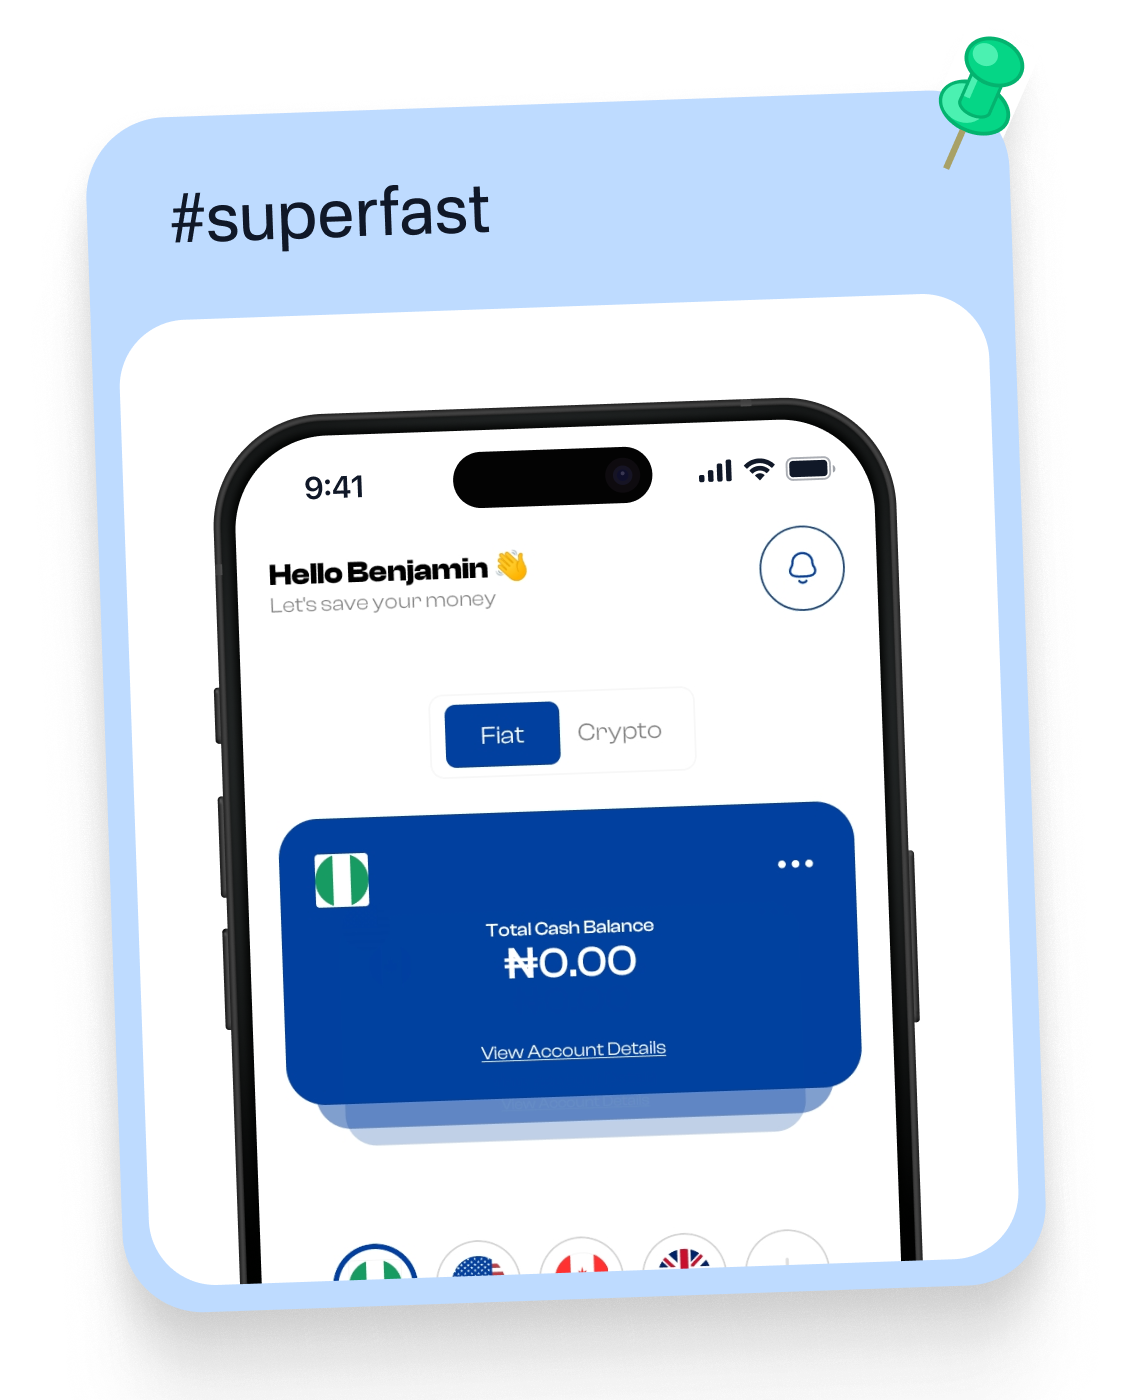 #superfast
9:41
Hello Benjamin 👋
Let's save your money
Fiat
Crypto
Total Cash Balance
₦0.00
View Account Details